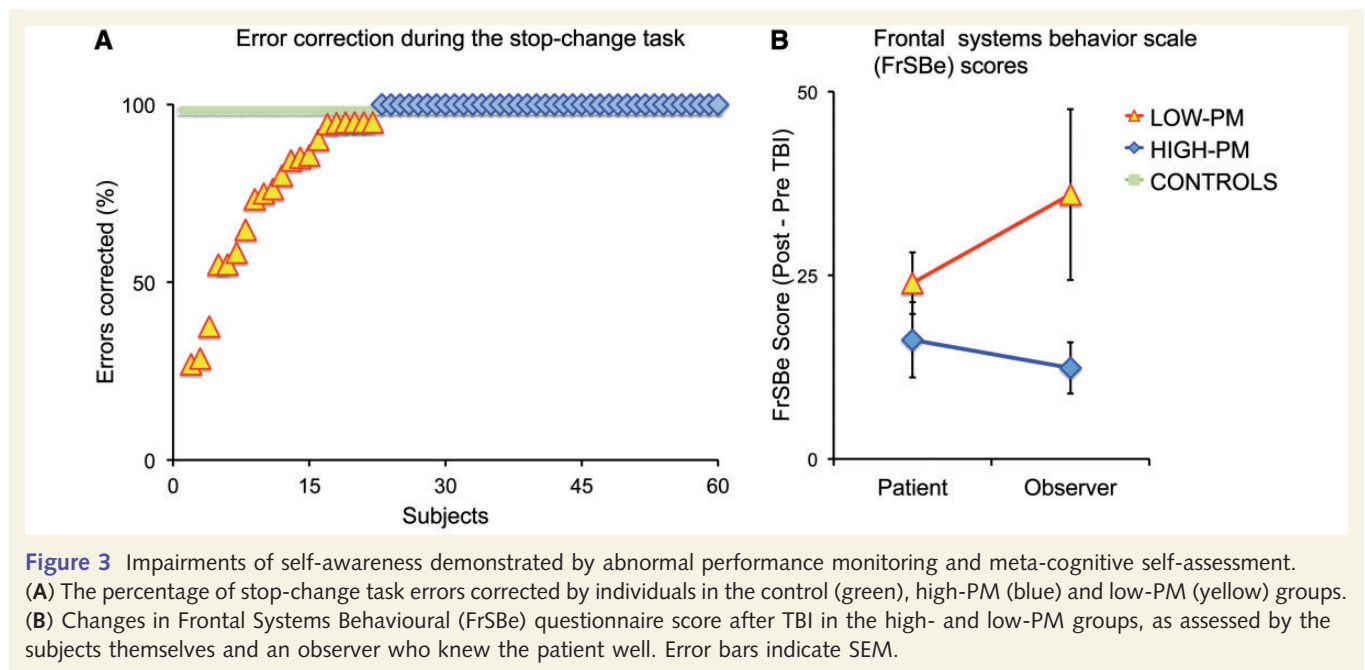 A
Error correction during the stop-change task
Errors corrected (%)
100
50
0
0
15
30
45
60
Subjects
B
Frontal systems behavior scale
(FrSBe) scores
FrSBe Score (Post - Pre TBI)
50
25
0
Patient
Observer
LOW-PM
HIGH-PM
CONTROLS
Figure 3 Impairments of self-awareness demonstrated by abnormal performance monitoring and meta-cognitive self-assessment.
(A) The percentage of stop-change task errors corrected by individuals in the control (green), high-PM (blue) and low-PM (yellow) groups.
(B) Changes in Frontal Systems Behavioural (FrSBe) questionnaire score after TBI in the high- and low-PM groups, as assessed by the
subjects themselves and an observer who knew the patient well. Error bars indicate SEM.